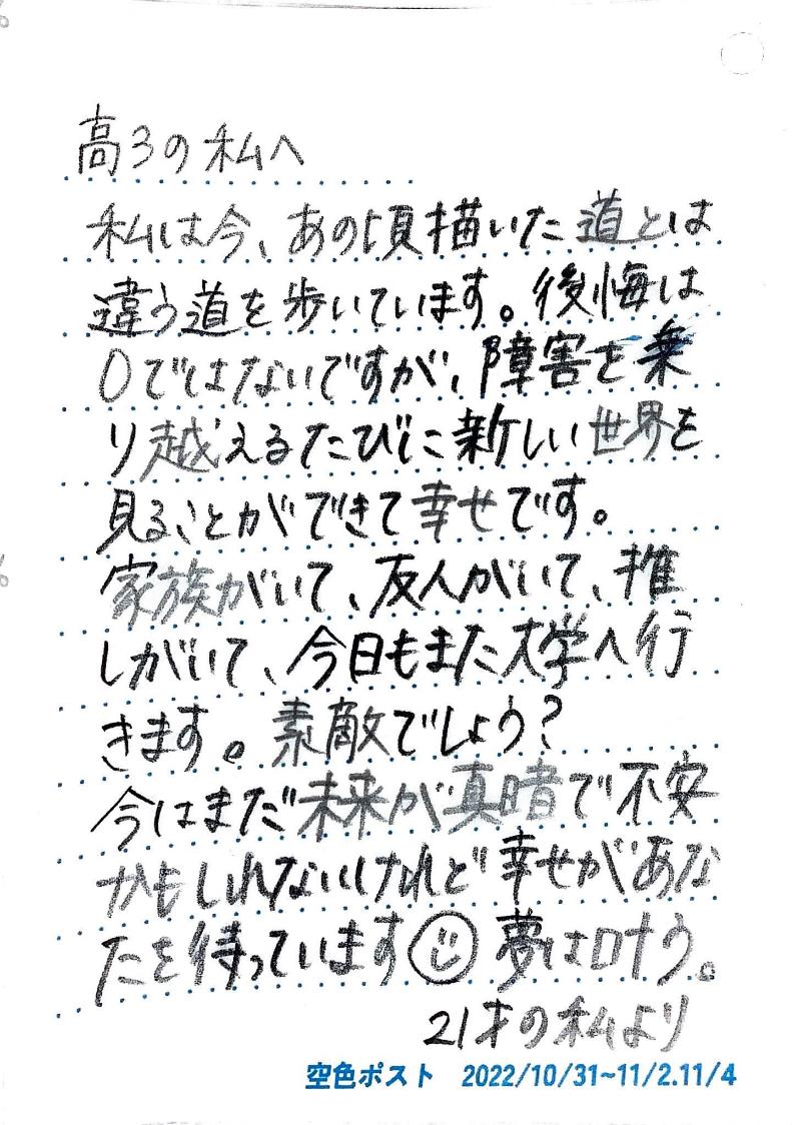 高3の私へ
私は今、あの頃描いた道とは
違う道を歩いています。後悔は
0ではないですが、障害を乗
り越えるたびに新しい世界を
見ることができて幸せです。
家族がいて、友人がいて、推
しがいて、今日もまた大学へ行
きます。素敵でしょう?
今はまだ未来が真暗で不安
かもしれないけれど幸せがあな
たを待っています 夢は叶う。
21才の私より
空色ポスト 2022/10/31~11/2.11/4